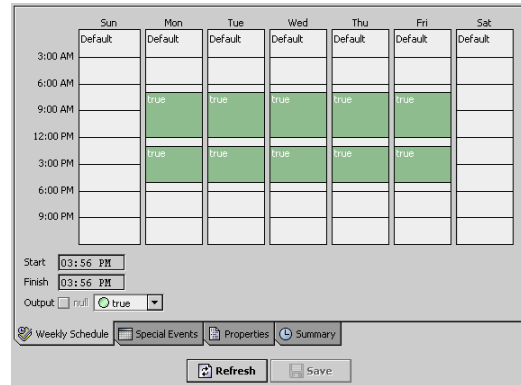 Sun Mon Tue Wed Thu Fri Sat
Default Default Default Default Default Default Default
3:00 AM
6:00 AM
true true true true true
9:00 AM
12:00 PM
true true true true true
3:00 PM
6:00 PM
9:00 PM
Start 03:56 PM
Finish 03:56 PM
Output null true
Weekly Schedule Special Events Properties Summary
Refresh Save